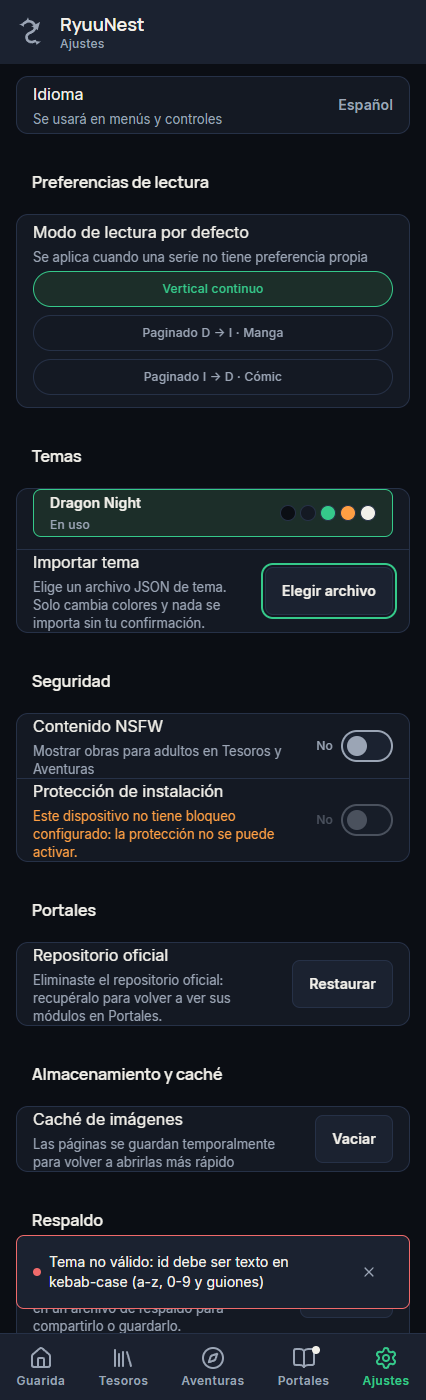 RyuuNest
Ajustes
Idioma
Se usará en menús y controles
Español
Preferencias de lectura
Modo de lectura por defecto
Se aplica cuando una serie no tiene preferencia propia
Vertical continuo
Paginado D → I · Manga
Paginado I → D · Cómic
Temas
Dragon Night
En uso
Importar tema
Elige un archivo JSON de tema.
Solo cambia colores y nada se
importa sin tu confirmación.
Elegir archivo
Seguridad
Contenido NSFW
Mostrar obras para adultos en Tesoros y
Aventuras
No
Protección de instalación
Este dispositivo no tiene bloqueo
configurado: la protección no se puede
activar.
No
Portales
Repositorio oficial
Eliminaste el repositorio oficial:
recupéralo para volver a ver sus
módulos en Portales.
Restaurar
Almacenamiento y caché
Caché de imágenes
Las páginas se guardan temporalmente
para volver a abrirlas más rápido
Vaciar
Respaldo
Tema no válido: id debe ser texto en
kebab-case (a-z, 0-9 y guiones)
en un archivo de respaldo para
compartirlo o guardarlo.
Guarida
Tesoros
Aventuras
Portales
Ajustes